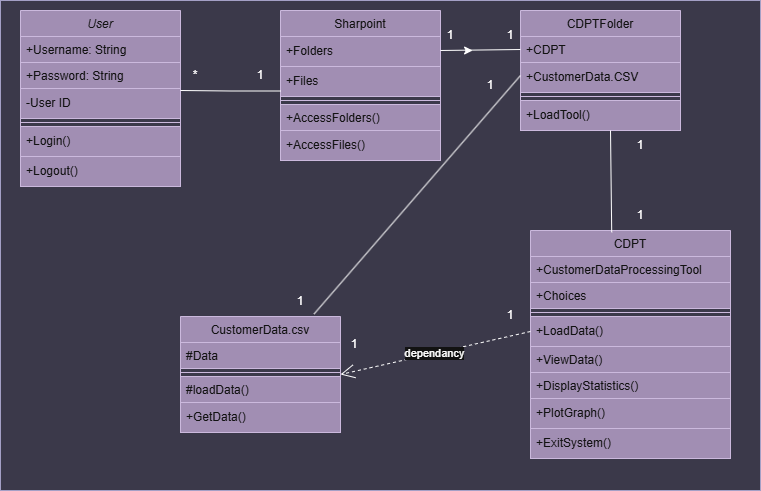 User
+Username: String
+Password: String
-User ID
+Login()
+Logout()
*
1
Sharpoint
+Folders
+Files
+AccessFolders()
+AccessFiles()
1
1
CDPTFolder
+CDPT
+CustomerData.CSV
+LoadTool()
1
1
1
1
CDPT
+CustomerDataProcessingTool
+Choices
+LoadData()
+ViewData()
+DisplayStatistics()
+PlotGraph()
+ExitSystem()
1
dependancy
1
CustomerData.csv
#Data
#loadData()
+GetData()